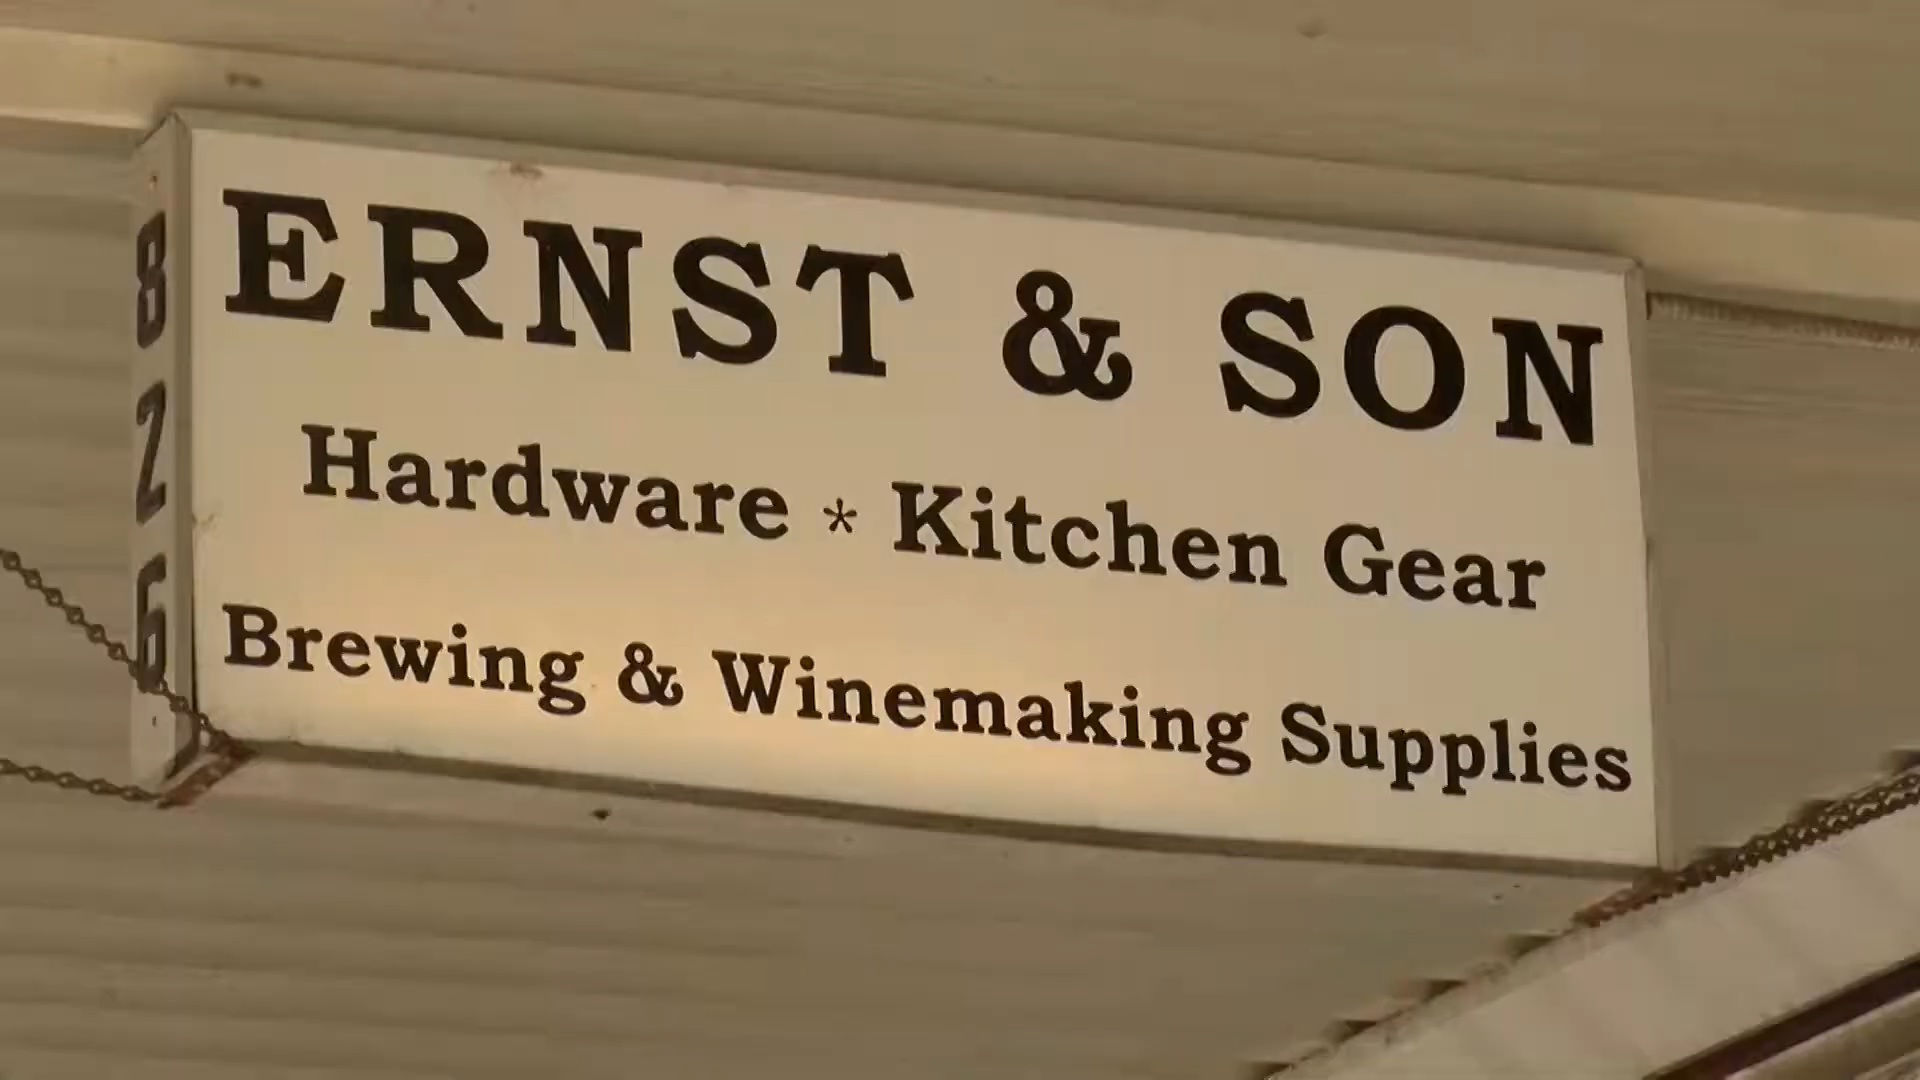 ERNST & SON
Hardware * Kitchen Gear
Brewing & Winemaking Supplies
826